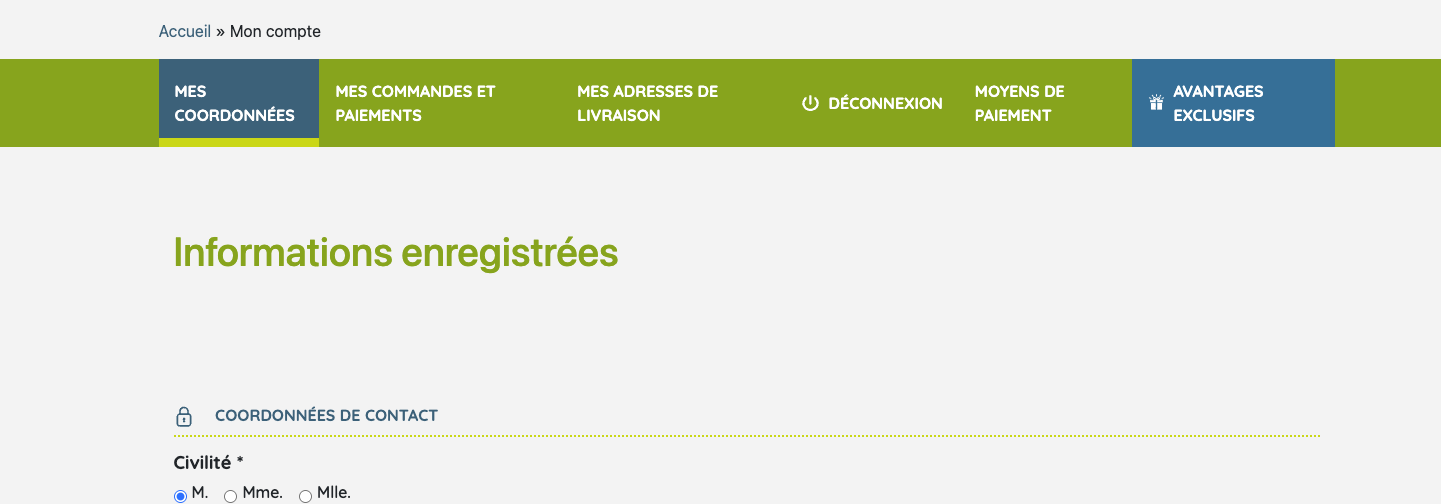 Accueil » Mon compte
MES
COORDONNÉES
MES COMMANDES ET
PAIEMENTS
MES ADRESSES DE
LIVRAISON
DÉCONNEXION
MOYENS DE
PAIEMENT
AVANTAGES
EXCLUSIFS
Informations enregistrées
COORDONNÉES DE CONTACT
Civilité *
M. Mme. Mlle.